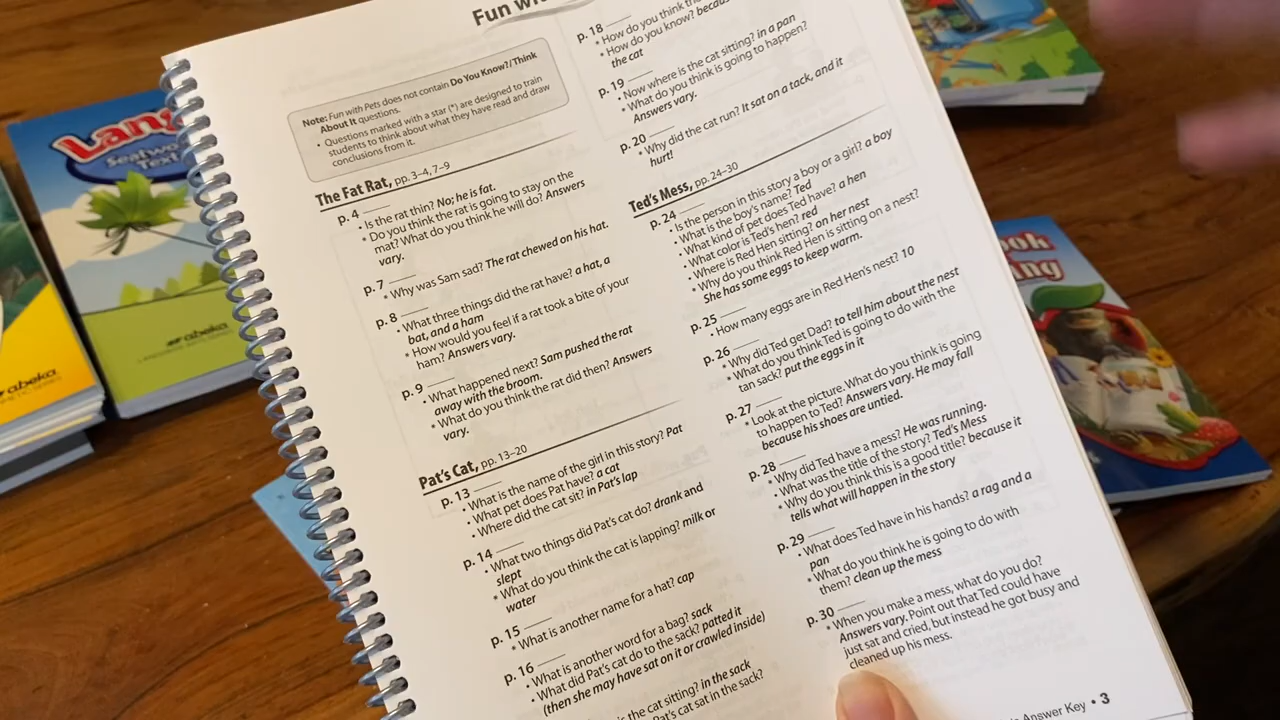 Fun with
Note: Fun with Pets does not contain Do You Know?/Think
About It questions.
• Questions marked with a star (*) are designed to train
students to think about what they have read and draw
conclusions from it.
The Fat Rat, pp. 3–4, 7–9
p. 4
• Is the rat thin? No; he is fat.
* Do you think the rat is going to stay on the
mat? What do you think he will do? Answers
vary.
p. 7
* Why was Sam sad? The rat chewed on his hat.
p. 8
• What three things did the rat have? a hat, a
bat, and a ham
* How would you feel if a rat took a bite of your
ham? Answers vary.
p. 9
• What happened next? Sam pushed the rat
away with the broom.
* What do you think the rat did then? Answers
vary.
Pat's Cat, pp. 13–20
p. 13
• What is the name of the girl in this story? Pat
• What pet does Pat have? a cat
• Where did the cat sit? in Pat's lap
p. 14
• What two things did Pat's cat do? drank and
slept
* What do you think the cat is lapping? milk or
water
p. 15
• What is another name for a hat? cap
p. 16
• What is another word for a bag? sack
• What did Pat's cat do to the sack? patted it
(then she may have sat on it or crawled inside)
is the cat sitting? in the sack
Pat's cat sat in the sack?
p. 18
* How do you think the
* How do you know?
the cat
p. 19
• Now where is the cat sitting? in a pan
* What do you think is going to happen?
Answers vary.
p. 20
* Why did the cat run? It sat on a tack, and it
hurt!
Ted's Mess, pp. 24–30
p. 24
• Is the person in this story a boy or a girl? a boy
• What is the boy's name? Ted
• What kind of pet does Ted have? a hen
• What color is Ted's hen? red
• Where is Red Hen sitting? on her nest
* Why do you think Red Hen is sitting on a nest?
She has some eggs to keep warm.
p. 25
• How many eggs are in Red Hen's nest? 10
p. 26
* Why did Ted get Dad? to tell him about the nest
* What do you think Ted is going to do with the
tan sack? put the eggs in it
p. 27
* Look at the picture. What do you think is going
to happen to Ted? Answers vary. He may fall
because his shoes are untied.
p. 28
* Why did Ted have a mess? He was running.
• What was the title of the story? Ted's Mess
* Why do you think this is a good title? because it
tells what will happen in the story
p. 29
• What does Ted have in his hands? a rag and a
pan
* What do you think he is going to do with
them? clean up the mess
p. 30
* When you make a mess, what do you do?
Answers vary. Point out that Ted could have
just sat and cried, but instead he got busy and
cleaned up his mess.
Answer Key • 3
Seatwork
Text
abeka
abeka